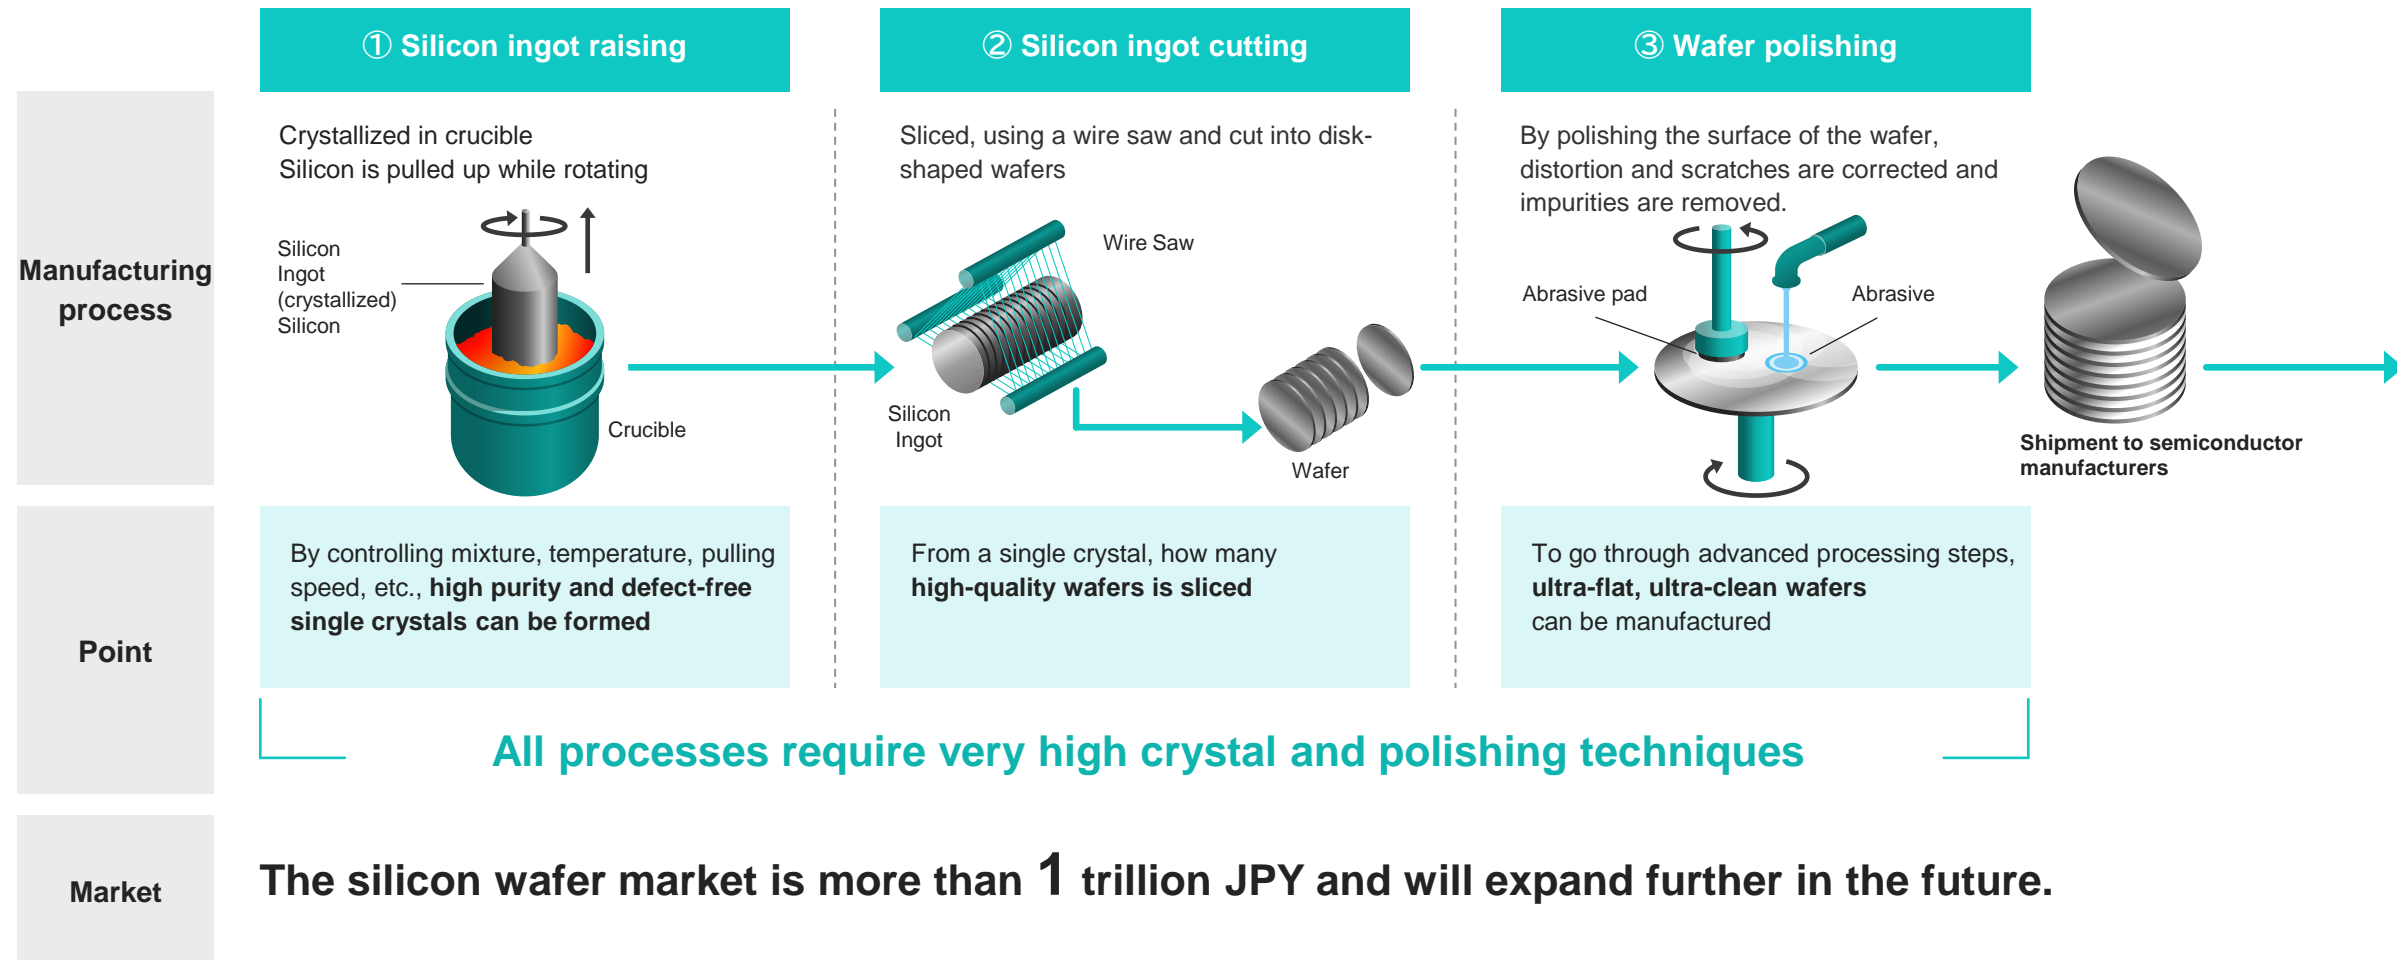 ① Silicon ingot raising
② Silicon ingot cutting
③ Wafer polishing
Manufacturing
process
Crystallized in crucible
Silicon is pulled up while rotating
Silicon
Ingot
(crystallized)
Silicon
Crucible
Sliced, using a wire saw and cut into disk-
shaped wafers
Wire Saw
Silicon
Ingot
Wafer
By polishing the surface of the wafer,
distortion and scratches are corrected and
impurities are removed.
Abrasive pad
Abrasive
Shipment to semiconductor
manufacturers
Point
By controlling mixture, temperature, pulling
speed, etc., high purity and defect-free
single crystals can be formed
From a single crystal, how many
high-quality wafers is sliced
To go through advanced processing steps,
ultra-flat, ultra-clean wafers
can be manufactured
All processes require very high crystal and polishing techniques
Market
The silicon wafer market is more than 1 trillion JPY and will expand further in the future.